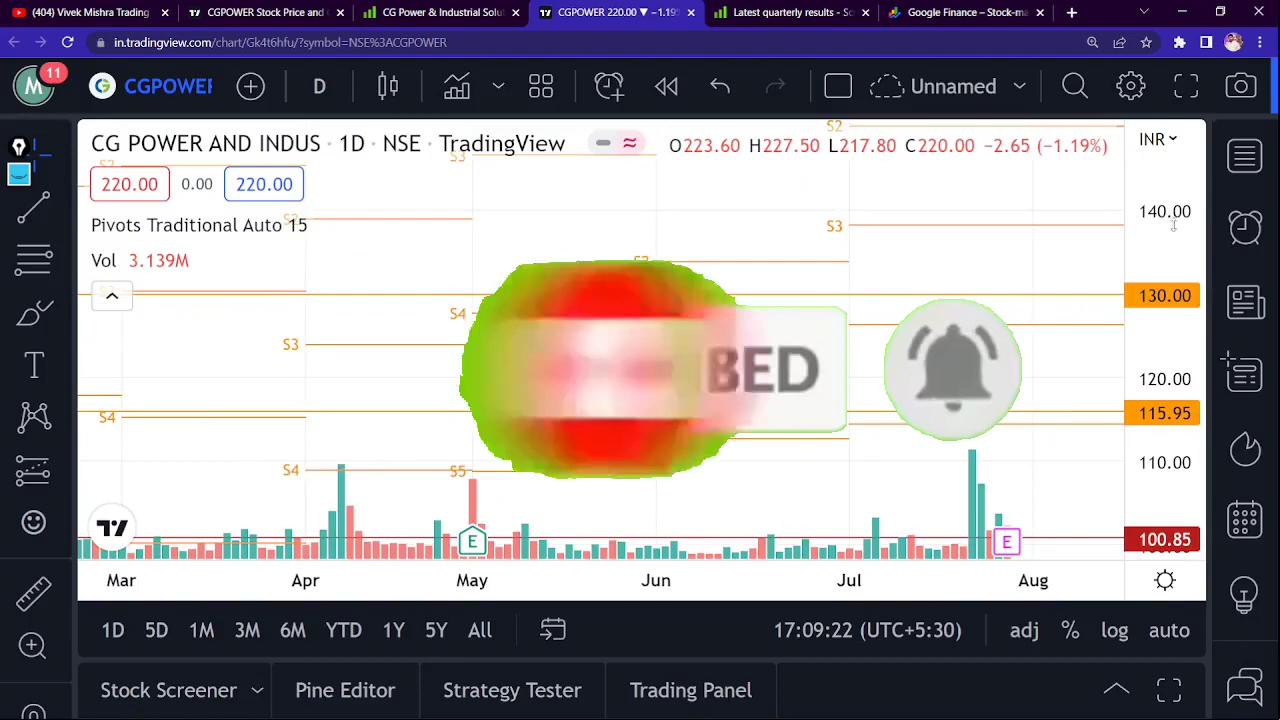 (404) Vivek Mishra Trading
CGPOWER Stock Price and C
CG Power & Industrial Solut
CGPOWER 220.00 ▼ −1.19%
Latest quarterly results - Sc
Google Finance – Stock-ma
in.tradingview.com/chart/Gk4t6hfu/?symbol=NSE%3ACGPOWER
M 11
CGPOWER
D
Unnamed
CG POWER AND INDUS · 1D · NSE · TradingView
O223.60 H227.50 L217.80 C220.00 −2.65 (−1.19%)
INR
220.00 0.00 220.00
Pivots Traditional Auto 15
Vol 3.139M
S2
S3
S3
S4
S3
S4
S4
S5
BED
140.00
130.00
120.00
115.95
110.00
100.85
E
E
Mar Apr May Jun Jul Aug
1D 5D 1M 3M 6M YTD 1Y 5Y All
17:09:22 (UTC+5:30)
adj % log auto
Stock Screener Pine Editor Strategy Tester Trading Panel